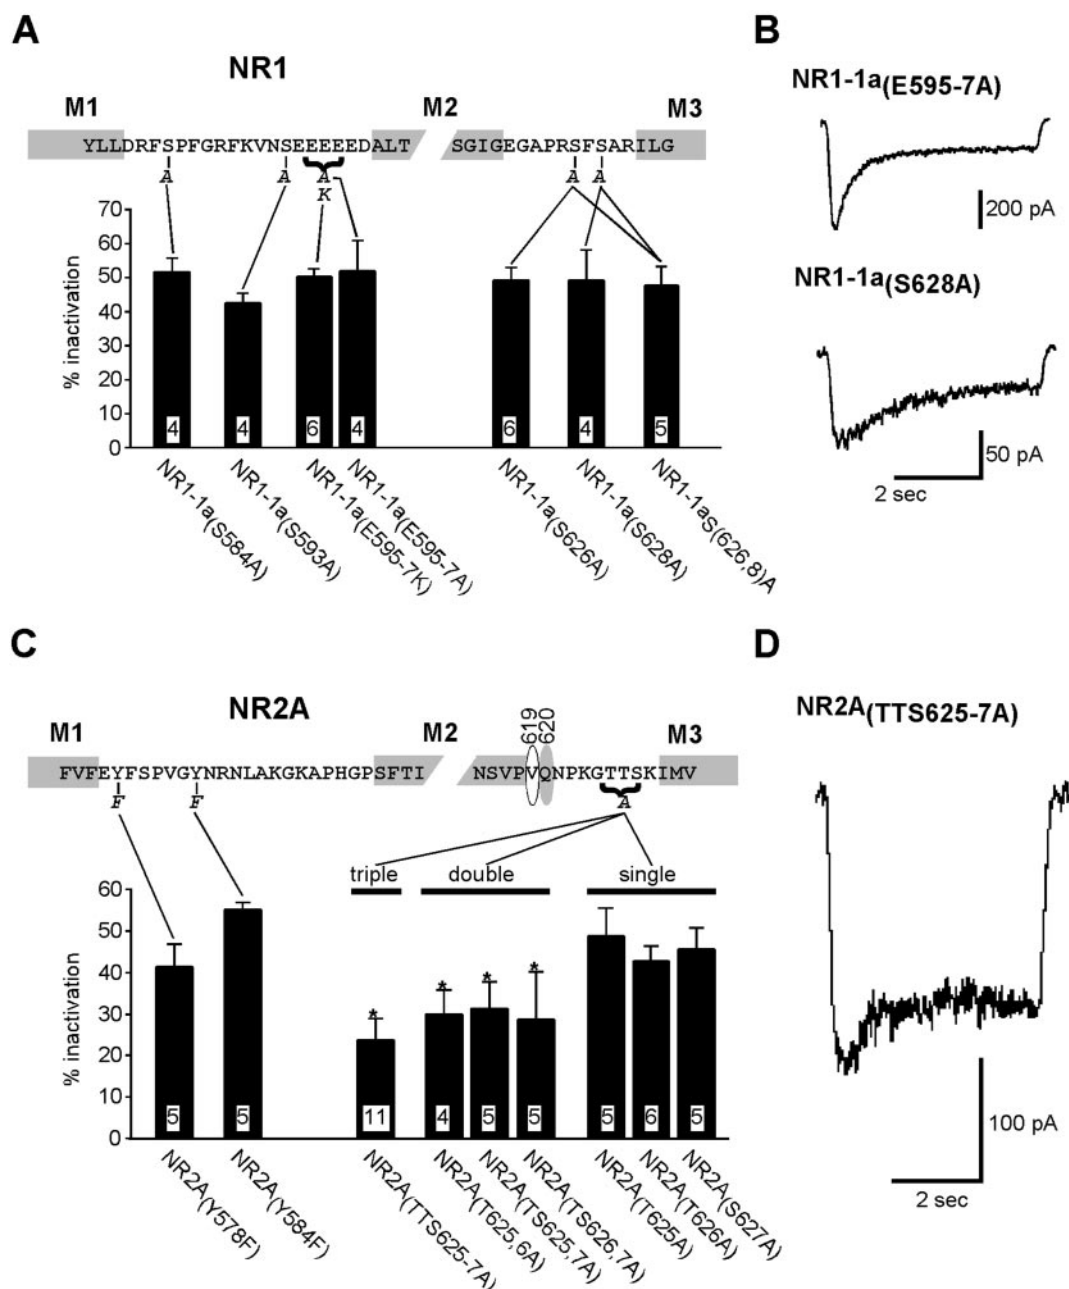 A
NR1
M1
M2
M3
YLLDRFSPFGRFKVNSEEEEEDALT
SGIGEGAPRSFSARILG
A
A
A
K
A
A
70
60
50
40
30
20
10
0
% inactivation
4
4
6
4
6
4
5
NR1-1a(S584A)
NR1-1a(S593A)
NR1-1a(E595-7K)
NR1-1a(E595-7A)
NR1-1a(S626A)
NR1-1a(S628A)
NR1-1aS(626,8)A
B
NR1-1a(E595-7A)
200 pA
NR1-1a(S628A)
50 pA
2 sec
C
NR2A
M1
M2
619
620
M3
FVFEYFSPVGYNRNLAKGKAPHGPSFTI
NSVPVQNPKGTTSKIMV
F
F
A
triple
double
single
60
50
40
30
20
10
0
% inactivation
*
*
*
*
5
5
11
4
5
5
5
6
5
NR2A(Y578F)
NR2A(Y584F)
NR2A(TTS625-7A)
NR2A(T625,6A)
NR2A(TS625,7A)
NR2A(TS626,7A)
NR2A(T625A)
NR2A(T626A)
NR2A(S627A)
D
NR2A(TTS625-7A)
100 pA
2 sec